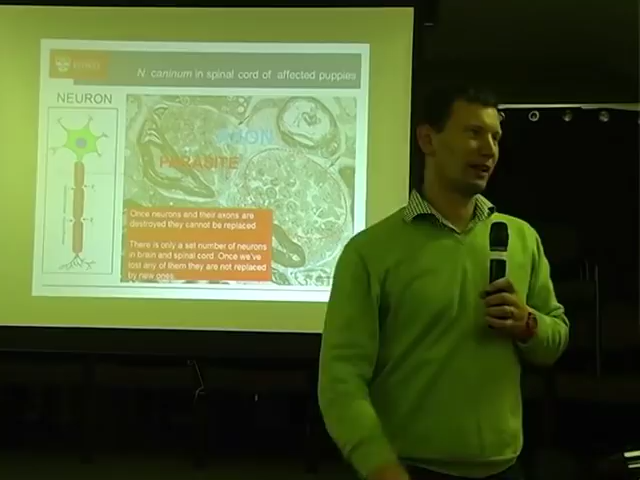 N. caninum in spinal cord of affected puppies
NEURON
AXON
PARASITE
Once neurons and their axons are
destroyed they cannot be replaced
There is only a set number of neurons
in brain and spinal cord. Once we've
lost any of them they are not replaced
by new ones.